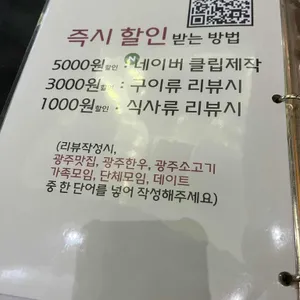 즉시 할인 받는 방법
5000원할인 : 네이버 클립제작
3000원할인 : 구이류 리뷰시
1000원할인 : 식사류 리뷰시
(리뷰작성시,
광주맛집, 광주한우, 광주소고기
가족모임, 단체모임, 데이트
중 한 단어를 넣어 작성해주세요)